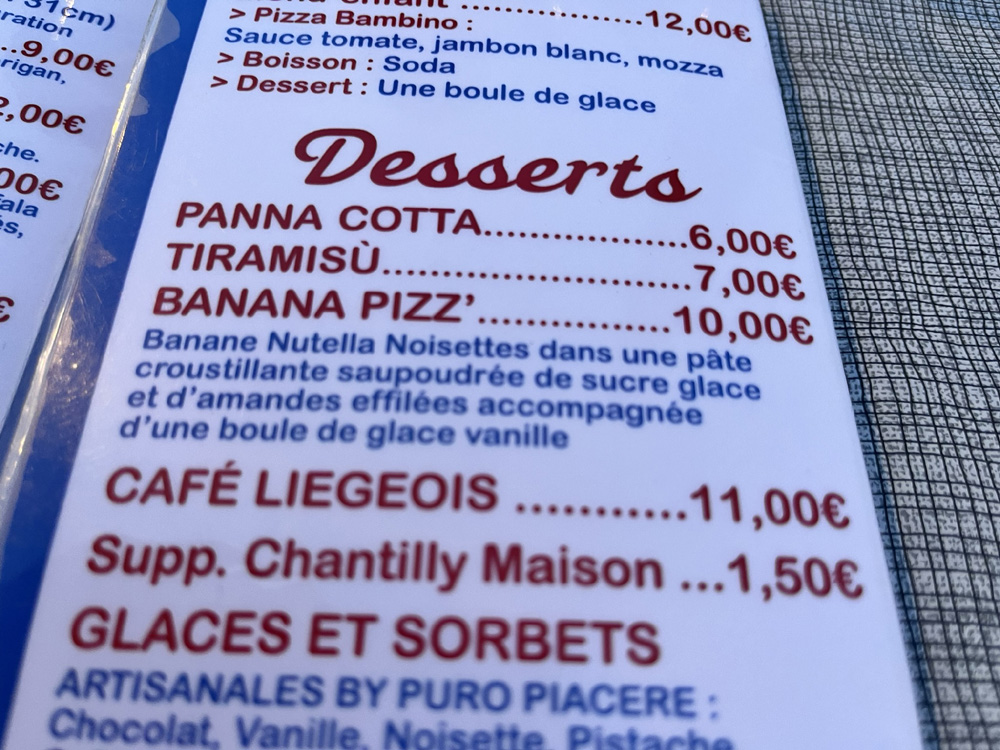 31cm)
...9,00€
,00€
00€
€
..................12,00€
> Pizza Bambino :
Sauce tomate, jambon blanc, mozza
> Boisson : Soda
> Dessert : Une boule de glace
Desserts
PANNA COTTA...................6,00€
TIRAMISÙ.............................7,00€
BANANA PIZZ’..................10,00€
Banane Nutella Noisettes dans une pâte
croustillante saupoudrée de sucre glace
et d’amandes effilées accompagnée
d’une boule de glace vanille
CAFÉ LIEGEOIS ...........11,00€
Supp. Chantilly Maison ...1,50€
GLACES ET SORBETS
ARTISANALES BY PURO PIACERE :
Chocolat, Vanille, Noisette, Pistache